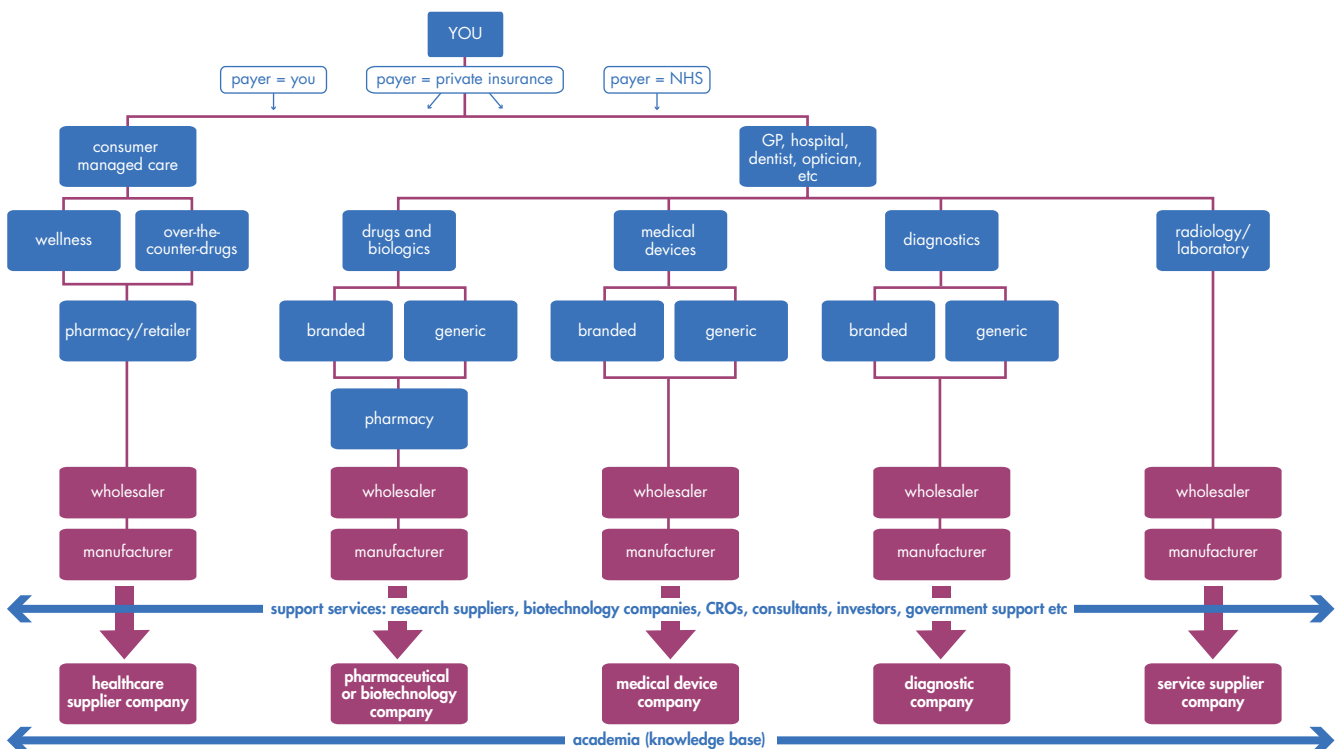 YOU
payer = you
payer = private insurance
payer = NHS
consumer
managed care
GP, hospital,
dentist, optician,
etc
wellness
over-the-
counter-drugs
drugs and
biologics
medical
devices
diagnostics
radiology/
laboratory
pharmacy/retailer
branded
generic
branded
generic
branded
generic
pharmacy
wholesaler
wholesaler
wholesaler
wholesaler
wholesaler
manufacturer
manufacturer
manufacturer
manufacturer
manufacturer
support services: research suppliers, biotechnology companies, CROs, consultants, investors, government support etc
healthcare
supplier company
pharmaceutical
or biotechnology
company
medical device
company
diagnostic
company
service supplier
company
academia (knowledge base)